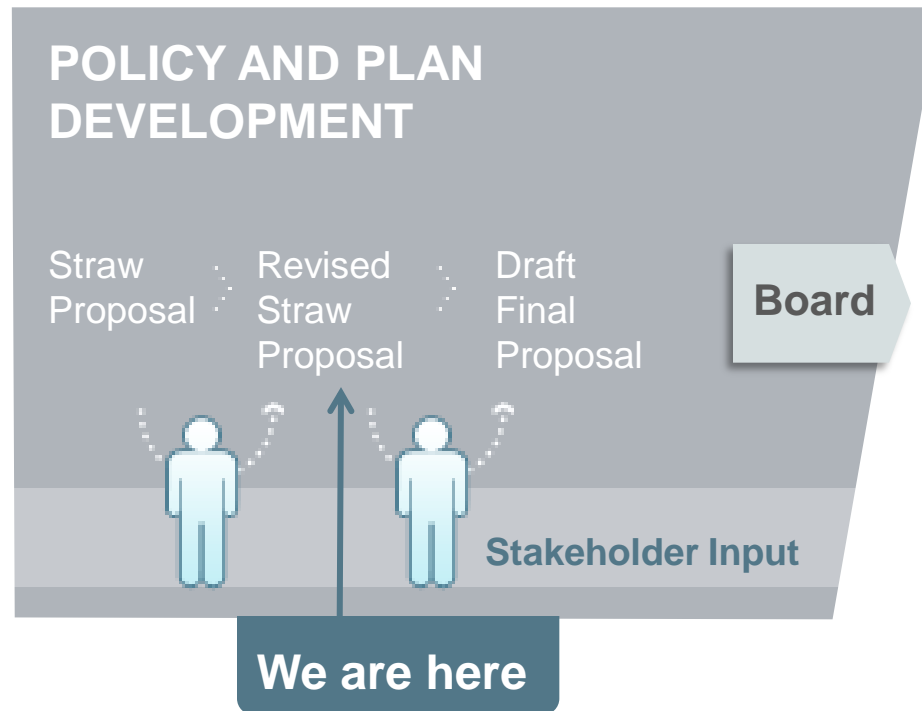 POLICY AND PLAN
DEVELOPMENT
Straw
Proposal
Revised
Straw
Proposal
Draft
Final
Proposal
Board
Stakeholder Input
We are here